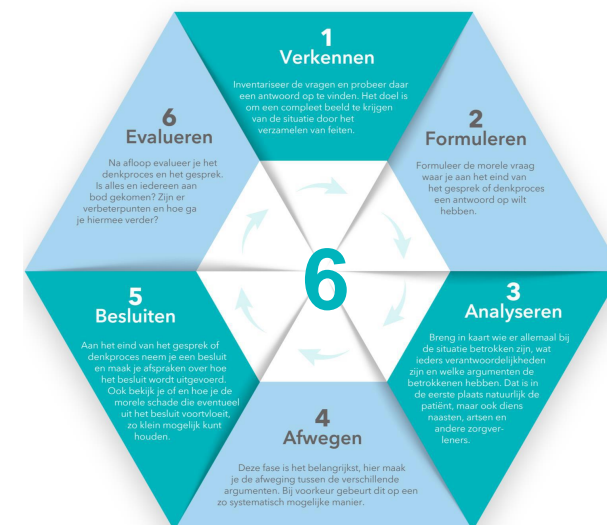 1
Verkennen
Inventariseer de vragen en probeer daar
een antwoord op te vinden. Het doel is
om een compleet beeld te krijgen
van de situatie door het
verzamelen van feiten.
2
Formuleren
Formuleer de morele vraag
waar je aan het eind van
het gesprek of denkproces
een antwoord op wilt
hebben.
3
Analyseren
Breng in kaart wie er allemaal bij
de situatie betrokken zijn, wat
ieders verantwoordelijkheden
zijn en welke argumenten de
betrokkenen hebben. Dat is in
de eerste plaats natuurlijk de
patiënt, maar ook diens
naasten, artsen en
andere zorgver-
leners.
4
Afwegen
Deze fase is het belangrijkst, hier maak
je de afweging tussen de verschillende
argumenten. Bij voorkeur gebeurt dit op een
zo systematisch mogelijke manier.
5
Besluiten
Aan het eind van het gesprek of
denkproces neem je een besluit
en maak je afspraken over hoe
het besluit wordt uitgevoerd.
Ook bekijk je of en hoe je de
morele schade die eventueel
uit het besluit voortvloeit,
zo klein mogelijk kunt
houden.
6
Evalueren
Na afloop evalueer je het
denkproces en het gesprek.
Is alles en iedereen aan
bod gekomen? Zijn er
verbeterpunten en hoe ga
je hiermee verder?
6